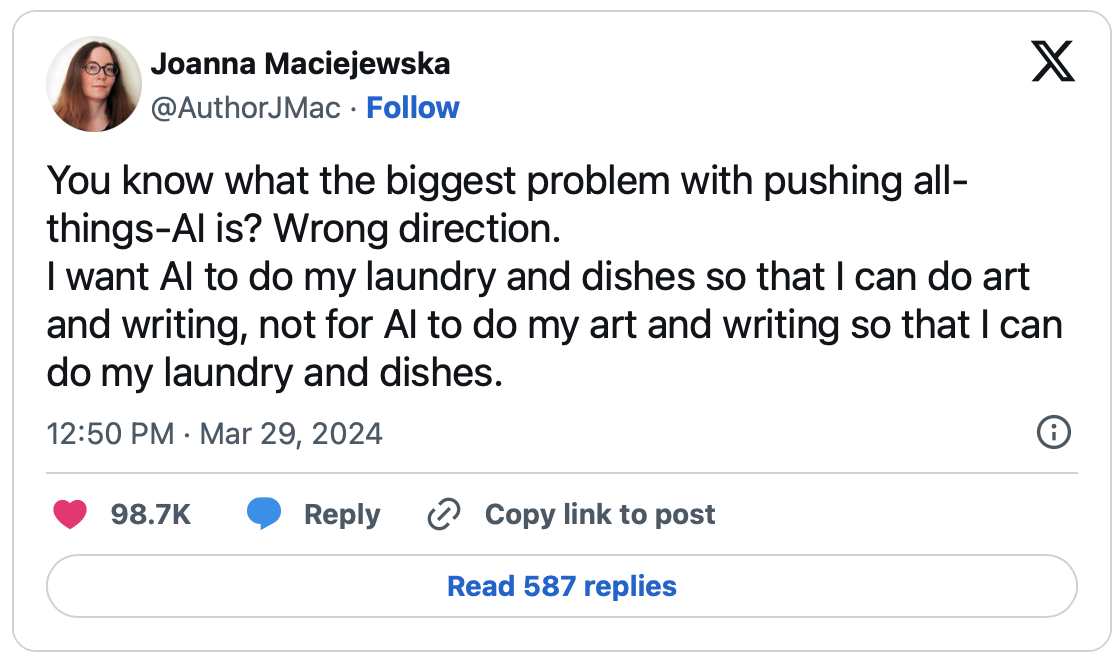 Joanna Maciejewska
@AuthorJMac · Follow
You know what the biggest problem with pushing all-
things-AI is? Wrong direction.
I want AI to do my laundry and dishes so that I can do art
and writing, not for AI to do my art and writing so that I can
do my laundry and dishes.
12:50 PM · Mar 29, 2024
98.7K Reply Copy link to post
Read 587 replies